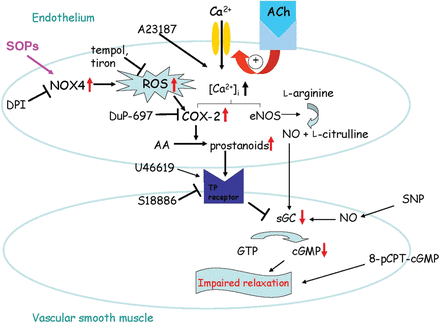 Endothelium
A23187
Ca²⁺
ACh
SOPs
tempol,
tiron
+
NOX4
ROS
[Ca²⁺]i
L-arginine
DPI
DuP-697
COX-2
eNOS
NO + L-citrulline
AA
prostanoids
U46619
TP
receptor
S18886
sGC
NO
SNP
GTP
cGMP
8-pCPT-cGMP
Impaired relaxation
Vascular smooth muscle